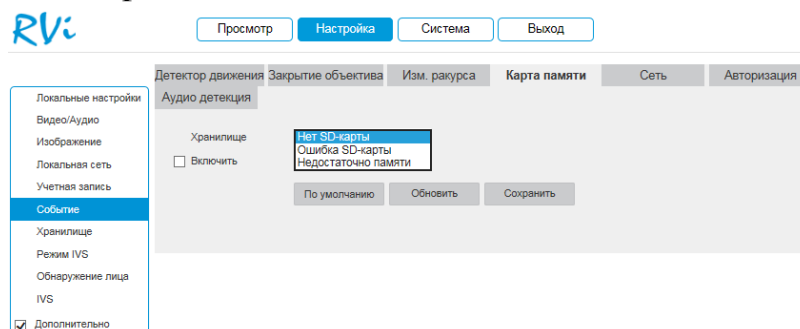 RVi
Просмотр Настройка Система Выход
Детектор движения Закрытие объектива Изм. ракурса Карта памяти Сеть Авторизация
Аудио детекция
Локальные настройки
Видео/Аудио
Изображение
Локальная сеть
Учетная запись
Событие
Хранилище
Режим IVS
Обнаружение лица
IVS
Дополнительно
Хранилище Нет SD-карты
Ошибка SD-карты
Включить Недостаточно памяти
По умолчанию Обновить Сохранить